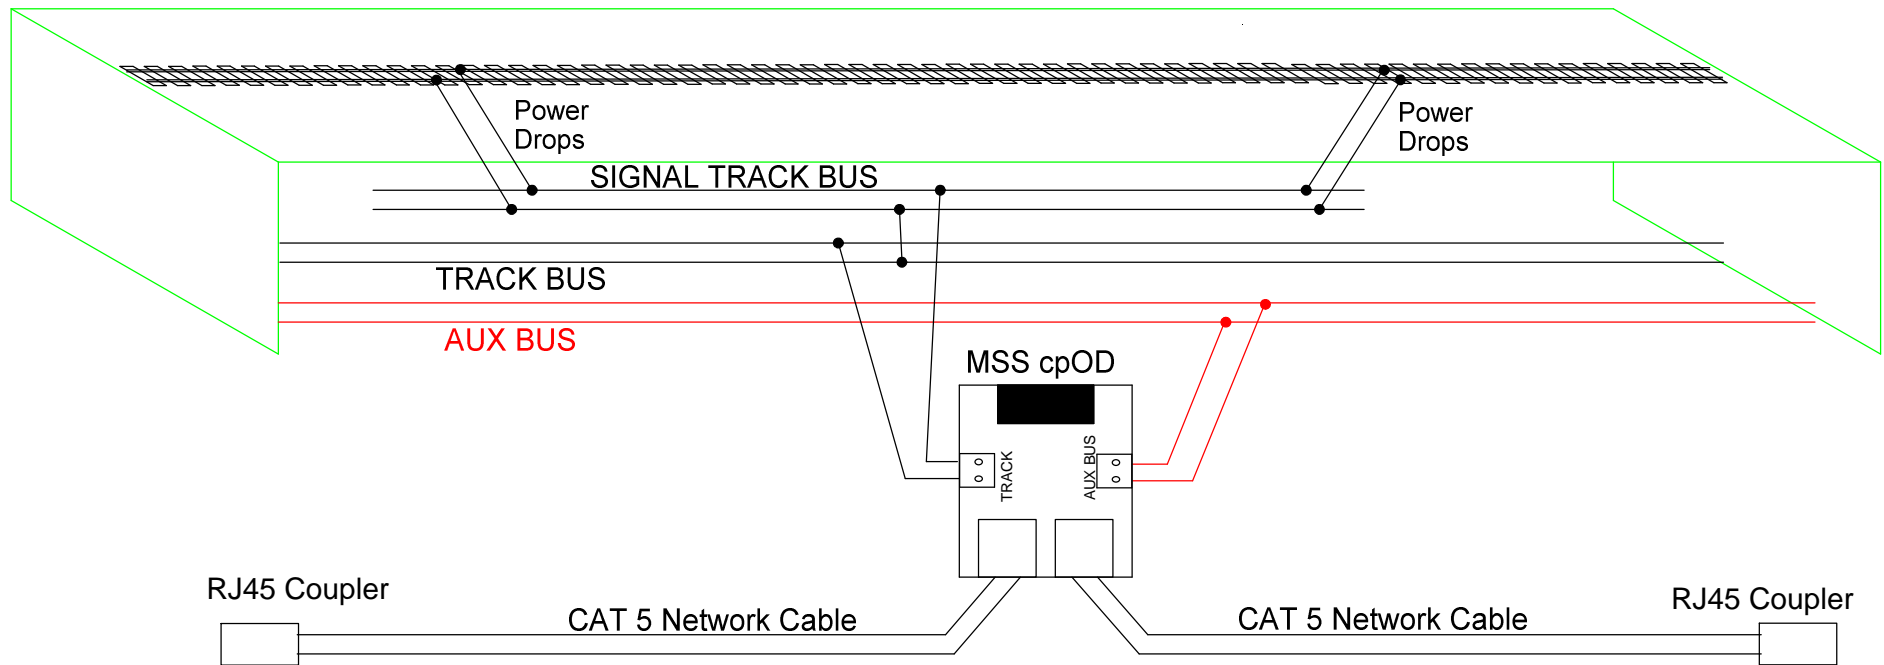 Power
Drops
Power
Drops
SIGNAL TRACK BUS
TRACK BUS
AUX BUS
MSS cpOD
TRACK
AUX BUS
RJ45 Coupler
CAT 5 Network Cable
CAT 5 Network Cable
RJ45 Coupler